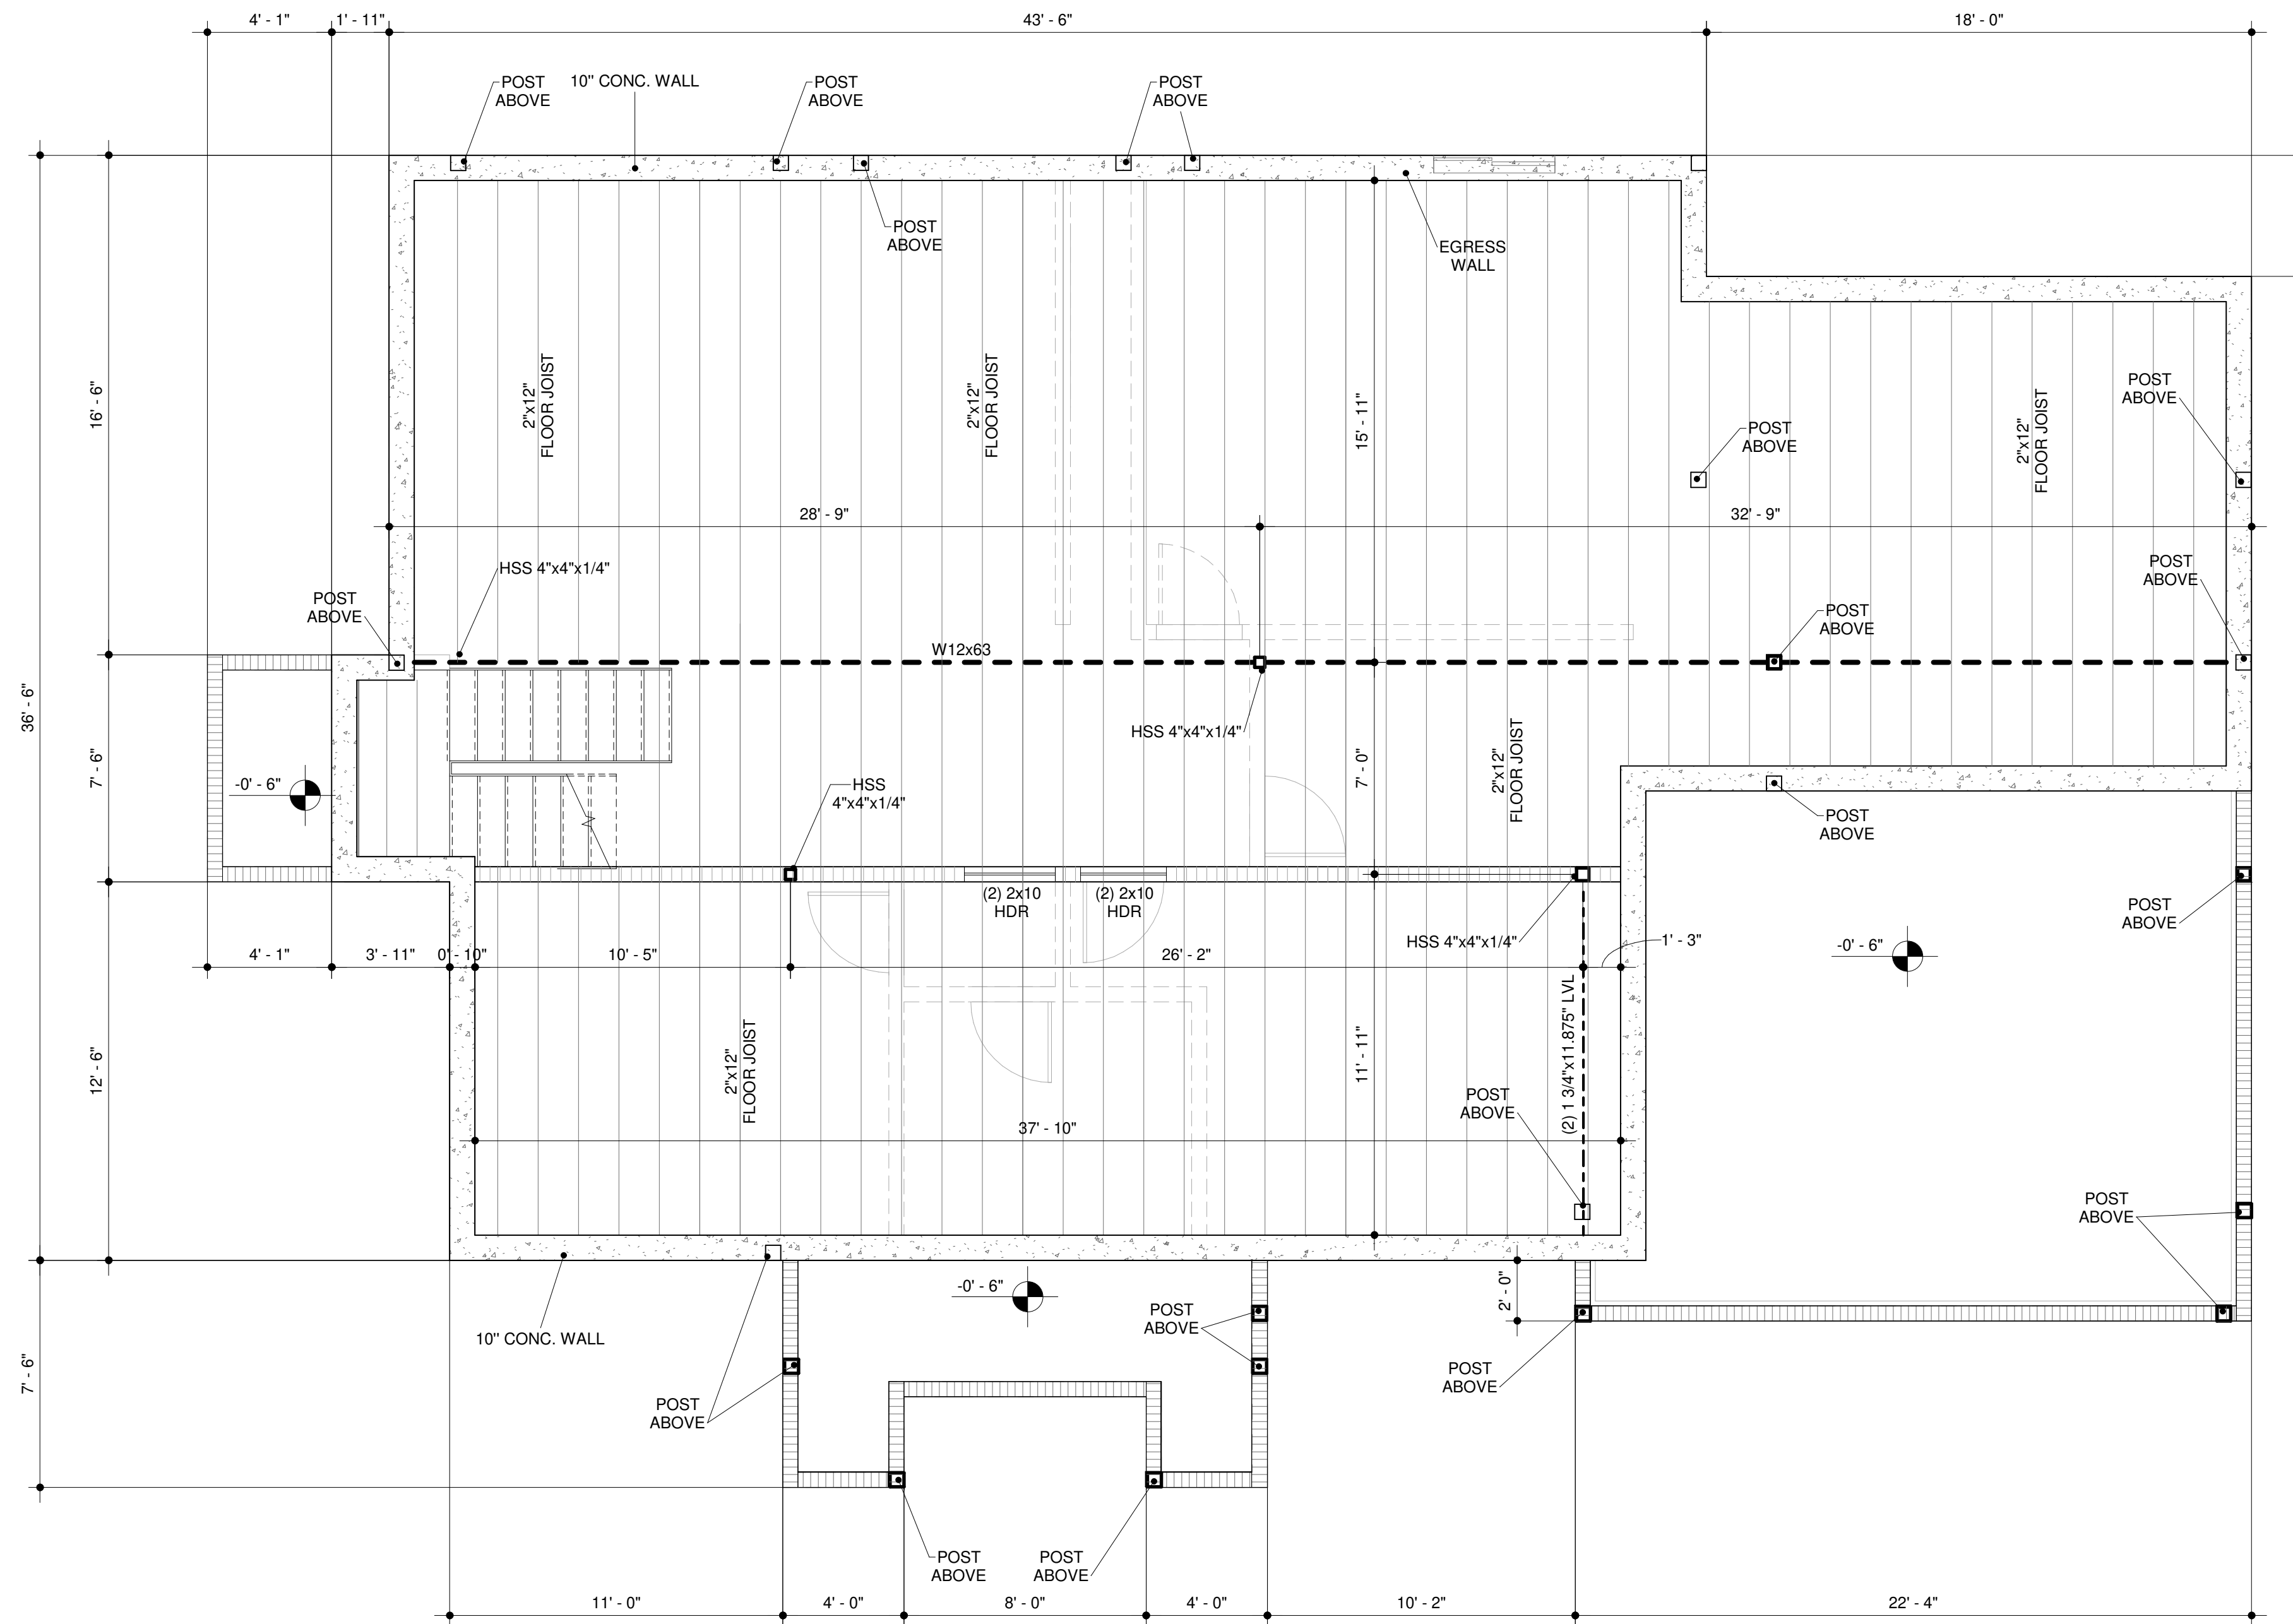 4' - 1"
1' - 11"
43' - 6"
18' - 0"
POST
ABOVE
10'' CONC. WALL
POST
ABOVE
POST
ABOVE
POST
ABOVE
EGRESS
WALL
16' - 6"
2"x12"
FLOOR JOIST
2"x12"
FLOOR JOIST
15' - 11"
POST
ABOVE
POST
ABOVE
2"x12"
FLOOR JOIST
28' - 9"
32' - 9"
HSS 4"x4"x1/4"
POST
ABOVE
POST
ABOVE
POST
ABOVE
W12x63
36' - 6"
7' - 6"
-0' - 6"
HSS 4"x4"x1/4"
HSS
4"x4"x1/4"
7' - 0"
2"x12"
FLOOR JOIST
POST
ABOVE
(2) 2x10
HDR
(2) 2x10
HDR
POST
ABOVE
HSS 4"x4"x1/4"
1' - 3"
-0' - 6"
4' - 1"
3' - 11"
0' - 10"
10' - 5"
26' - 2"
12' - 6"
2"x12"
FLOOR JOIST
11' - 11"
(2) 1 3/4"x11.875" LVL
POST
ABOVE
37' - 10"
POST
ABOVE
-0' - 6"
2' - 0"
10'' CONC. WALL
POST
ABOVE
7' - 6"
POST
ABOVE
POST
ABOVE
POST
ABOVE
POST
ABOVE
11' - 0"
4' - 0"
8' - 0"
4' - 0"
10' - 2"
22' - 4"